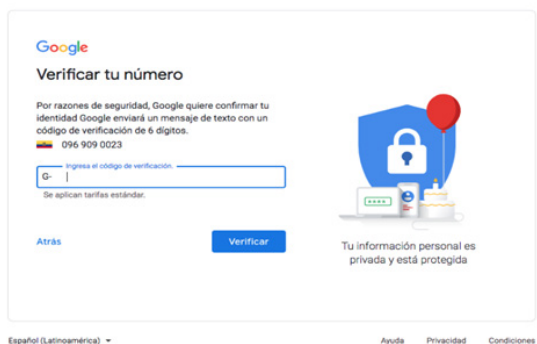 Google
Verificar tu número
Por razones de seguridad, Google quiere confirmar tu
identidad Google enviará un mensaje de texto con un
código de verificación de 6 dígitos.
096 909 0023
Ingresa el código de verificación.
G-
Se aplican tarifas estándar.
Atrás
Verificar
Tu información personal es
privada y está protegida
Español (Latinoamérica)
Ayuda Privacidad Condiciones